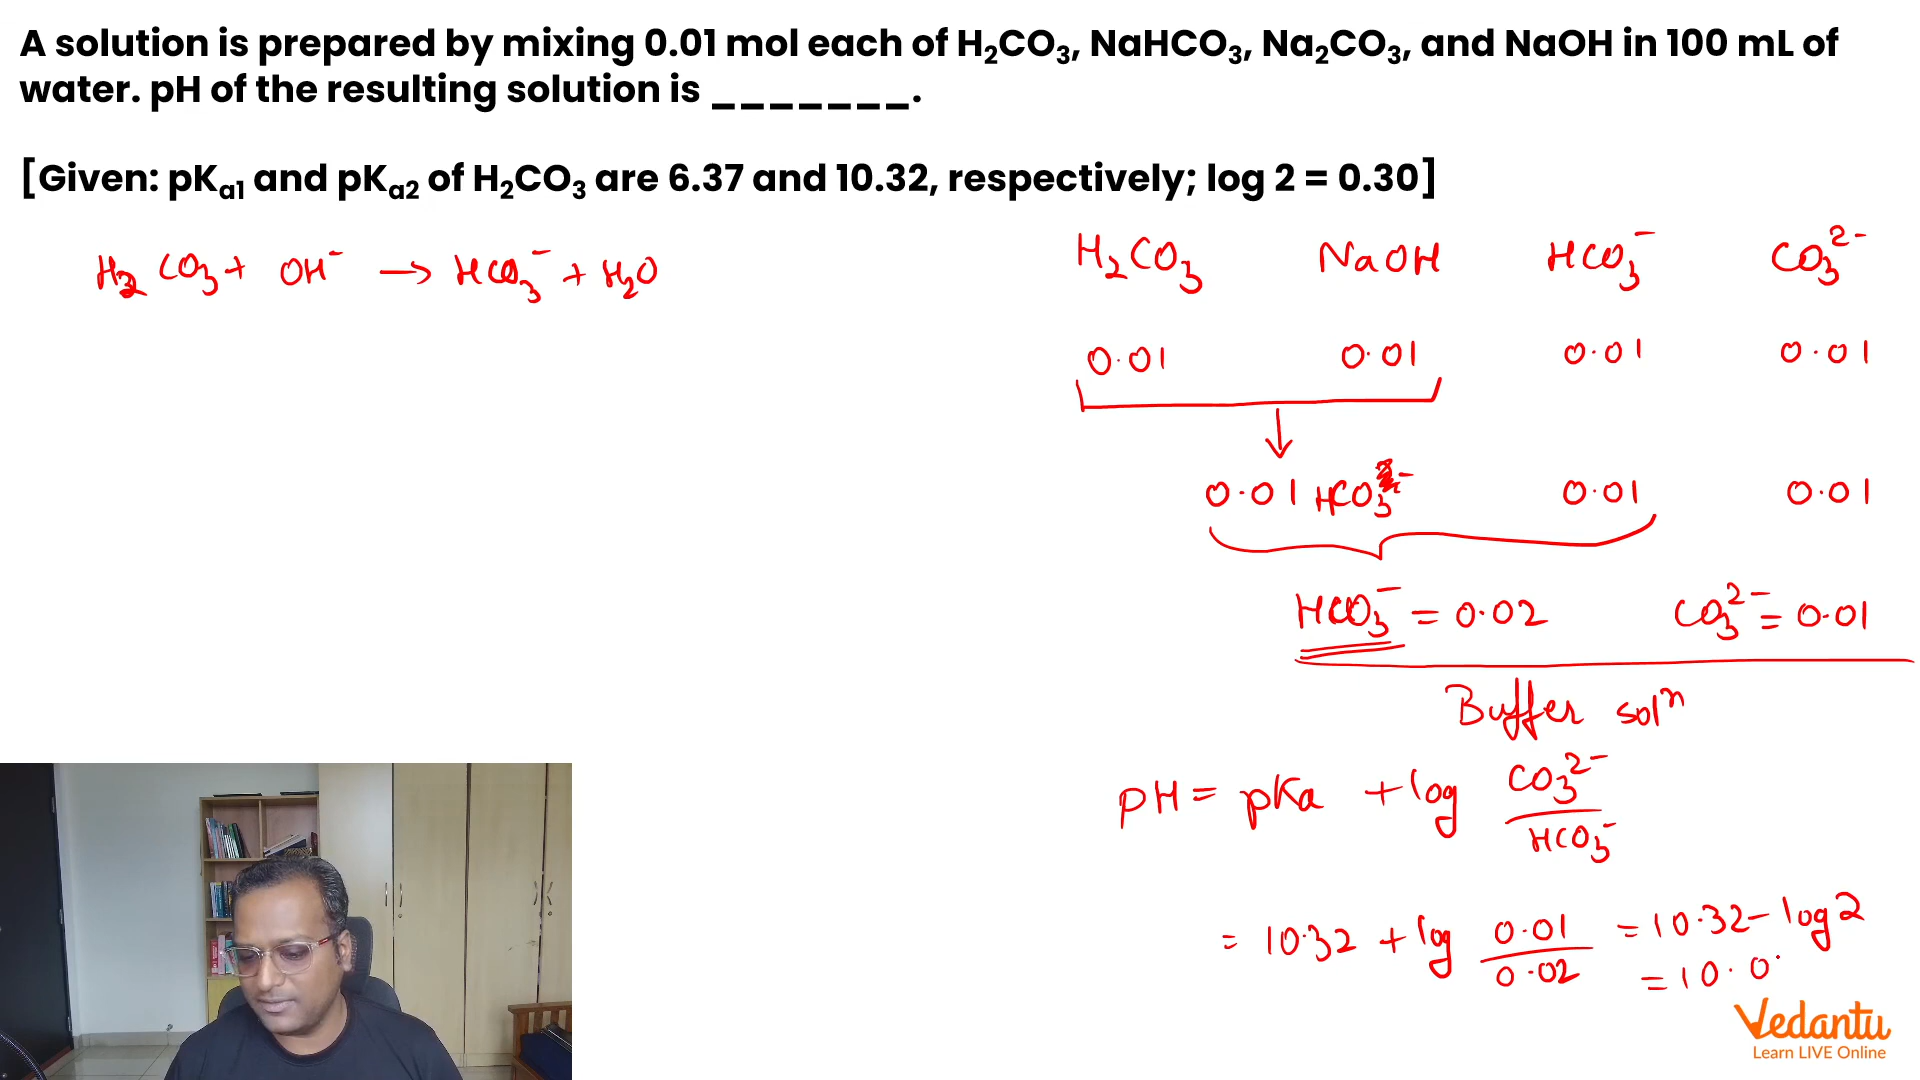 A solution is prepared by mixing 0.01 mol each of H₂CO₃, NaHCO₃, Na₂CO₃, and NaOH in 100 mL of
water. pH of the resulting solution is _______.
[Given: pKₐ₁ and pKₐ₂ of H₂CO₃ are 6.37 and 10.32, respectively; log 2 = 0.30]
H₂CO₃ + OH⁻ → HCO₃⁻ + H₂O
H₂CO₃ NaOH HCO₃⁻ CO₃²⁻
0.01 0.01 0.01 0.01
0.01 HCO₃⁻ 0.01 0.01
HCO₃⁻ = 0.02 CO₃²⁻ = 0.01
Buffer solⁿ
pH = pKa + log CO₃²⁻
HCO₃⁻
= 10.32 + log 0.01 = 10.32 - log 2
0.02 = 10.0
Vedantu
Learn LIVE Online